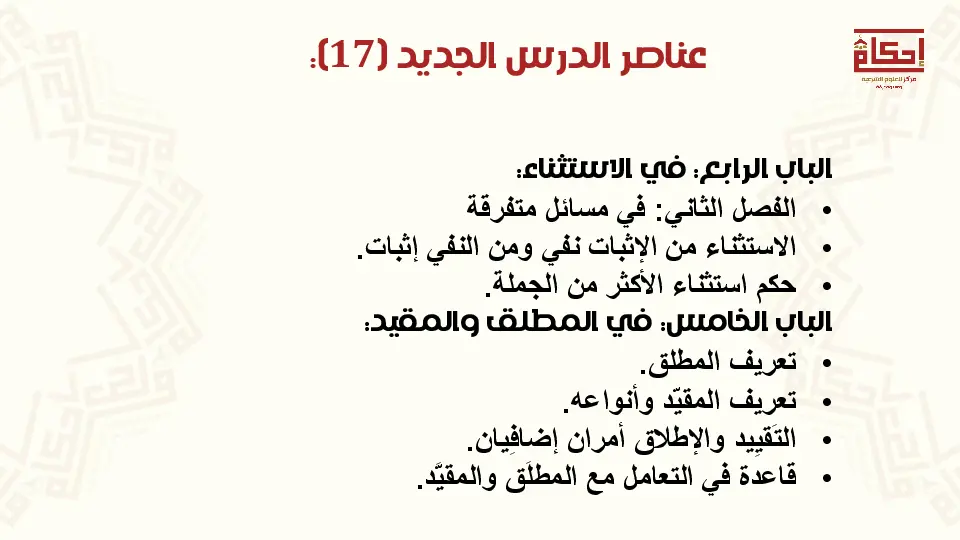 إحكام
مركز للعلوم الشرعية
عناصر الدرس الجديد (17):
الباب الرابع: في الاستثناء:
• الفصل الثاني: في مسائل متفرقة
• الاستثناء من الإثبات نفي ومن النفي إثبات.
• حكم استثناء الأكثر من الجملة.
الباب الخامس: في المطلق والمقيد:
• تعريف المطلق.
• تعريف المقيّد وأنواعه.
• التَقيِيد والإطلاق أمران إضافِيان.
• قاعدة في التعامل مع المطلَق والمقيَّد.